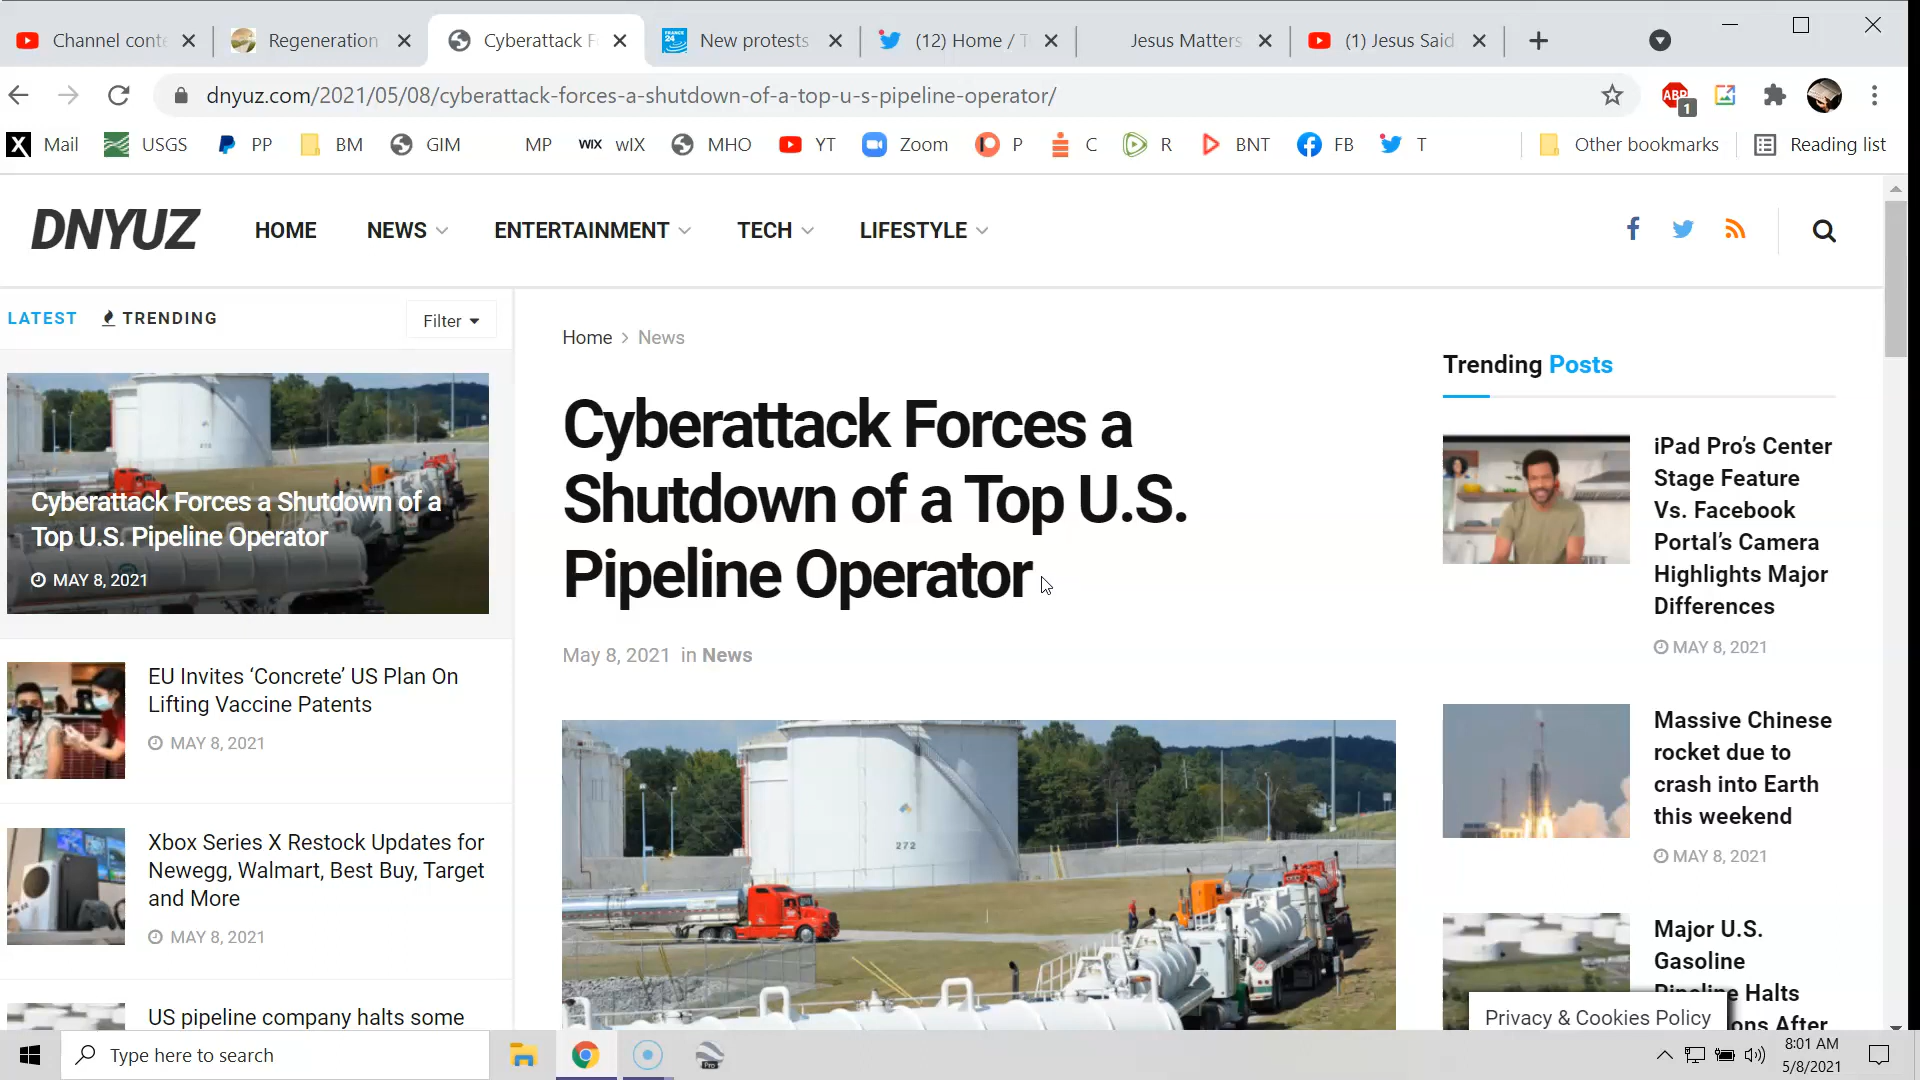 Channel conte
Regeneration
Cyberattack F
New protests
(12) Home / T
Jesus Matters
(1) Jesus Said
dnyuz.com/2021/05/08/cyberattack-forces-a-shutdown-of-a-top-u-s-pipeline-operator/
ABP
1
Mail
USGS
PP
BM
GIM
MP
WIX wIX
MHO
YT
Zoom
P
C
R
BNT
FB
T
Other bookmarks
Reading list
DNYUZ
HOME
NEWS
ENTERTAINMENT
TECH
LIFESTYLE
LATEST
TRENDING
Filter
Cyberattack Forces a Shutdown of a
Top U.S. Pipeline Operator
MAY 8, 2021
EU Invites ‘Concrete’ US Plan On
Lifting Vaccine Patents
MAY 8, 2021
Xbox Series X Restock Updates for
Newegg, Walmart, Best Buy, Target
and More
MAY 8, 2021
US pipeline company halts some
Home > News
Cyberattack Forces a
Shutdown of a Top U.S.
Pipeline Operator
May 8, 2021 in News
272
Trending Posts
iPad Pro’s Center
Stage Feature
Vs. Facebook
Portal’s Camera
Highlights Major
Differences
MAY 8, 2021
Massive Chinese
rocket due to
crash into Earth
this weekend
MAY 8, 2021
Major U.S.
Gasoline
Pipeline Halts
ons After
Privacy & Cookies Policy
Type here to search
8:01 AM
5/8/2021